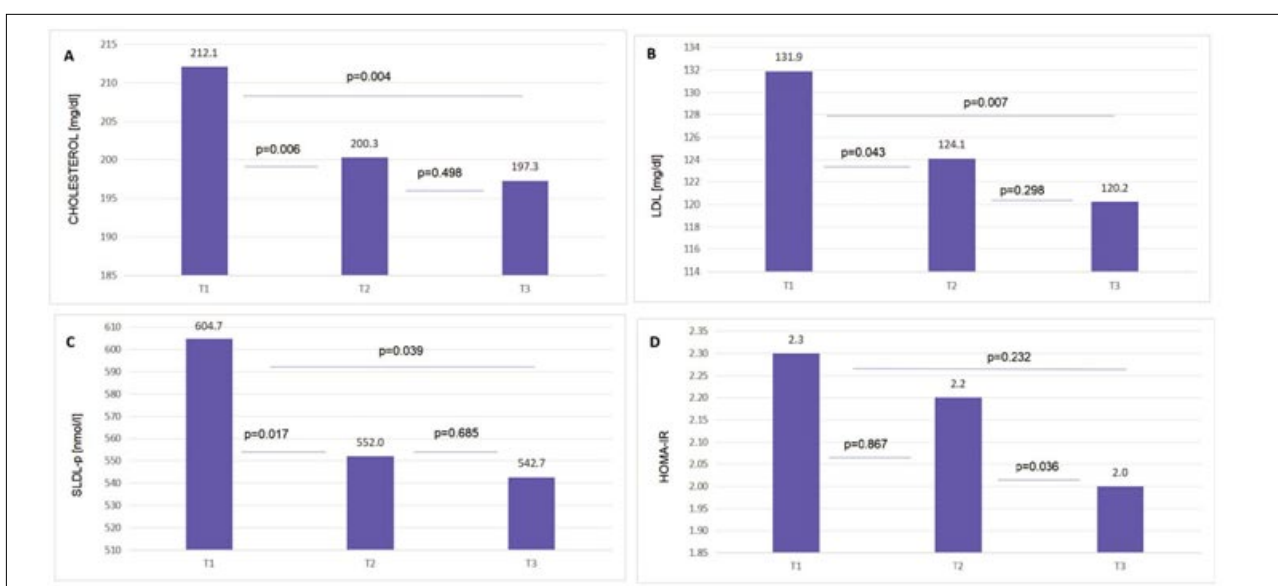 A
CHOLESTEROL [mg/dl]
215
210
205
200
195
190
185
212.1
200.3
197.3
p=0.004
p=0.006
p=0.498
T1 T2 T3
B
LDL [mg/dl]
134
132
130
128
126
124
122
120
118
116
114
131.9
124.1
120.2
p=0.007
p=0.043
p=0.298
T1 T2 T3
C
SLDL-p [nmol/l]
610
600
590
580
570
560
550
540
530
520
510
604.7
552.0
542.7
p=0.039
p=0.017
p=0.685
T1 T2 T3
D
HOMA-IR
2.35
2.30
2.25
2.20
2.15
2.10
2.05
2.00
1.95
1.90
1.85
2.3
2.2
2.0
p=0.232
p=0.867
p=0.036
T1 T2 T3